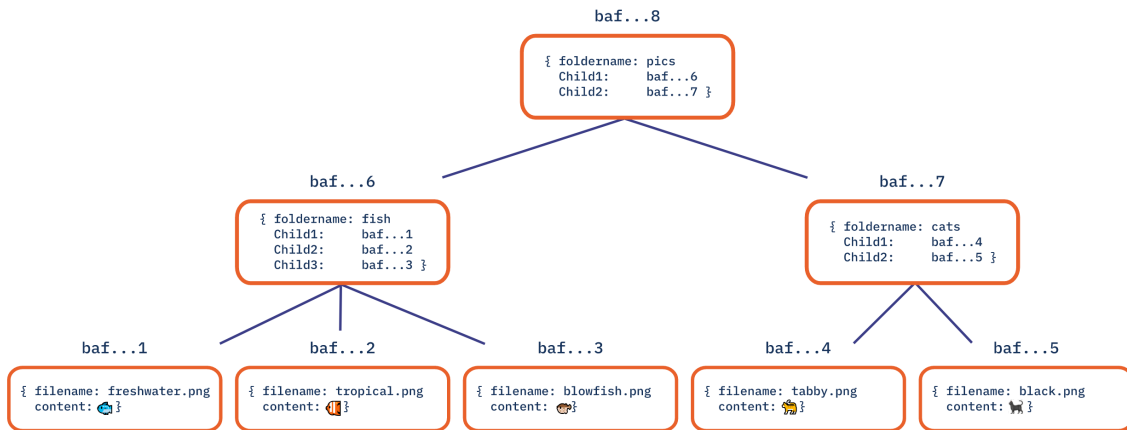 baf...8
{ foldername: pics
Child1: baf...6
Child2: baf...7 }
baf...6
{ foldername: fish
Child1: baf...1
Child2: baf...2
Child3: baf...3 }
baf...7
{ foldername: cats
Child1: baf...4
Child2: baf...5 }
baf...1
{ filename: freshwater.png
content: }
baf...2
{ filename: tropical.png
content: }
baf...3
{ filename: blowfish.png
content: }
baf...4
{ filename: tabby.png
content: }
baf...5
{ filename: black.png
content: }